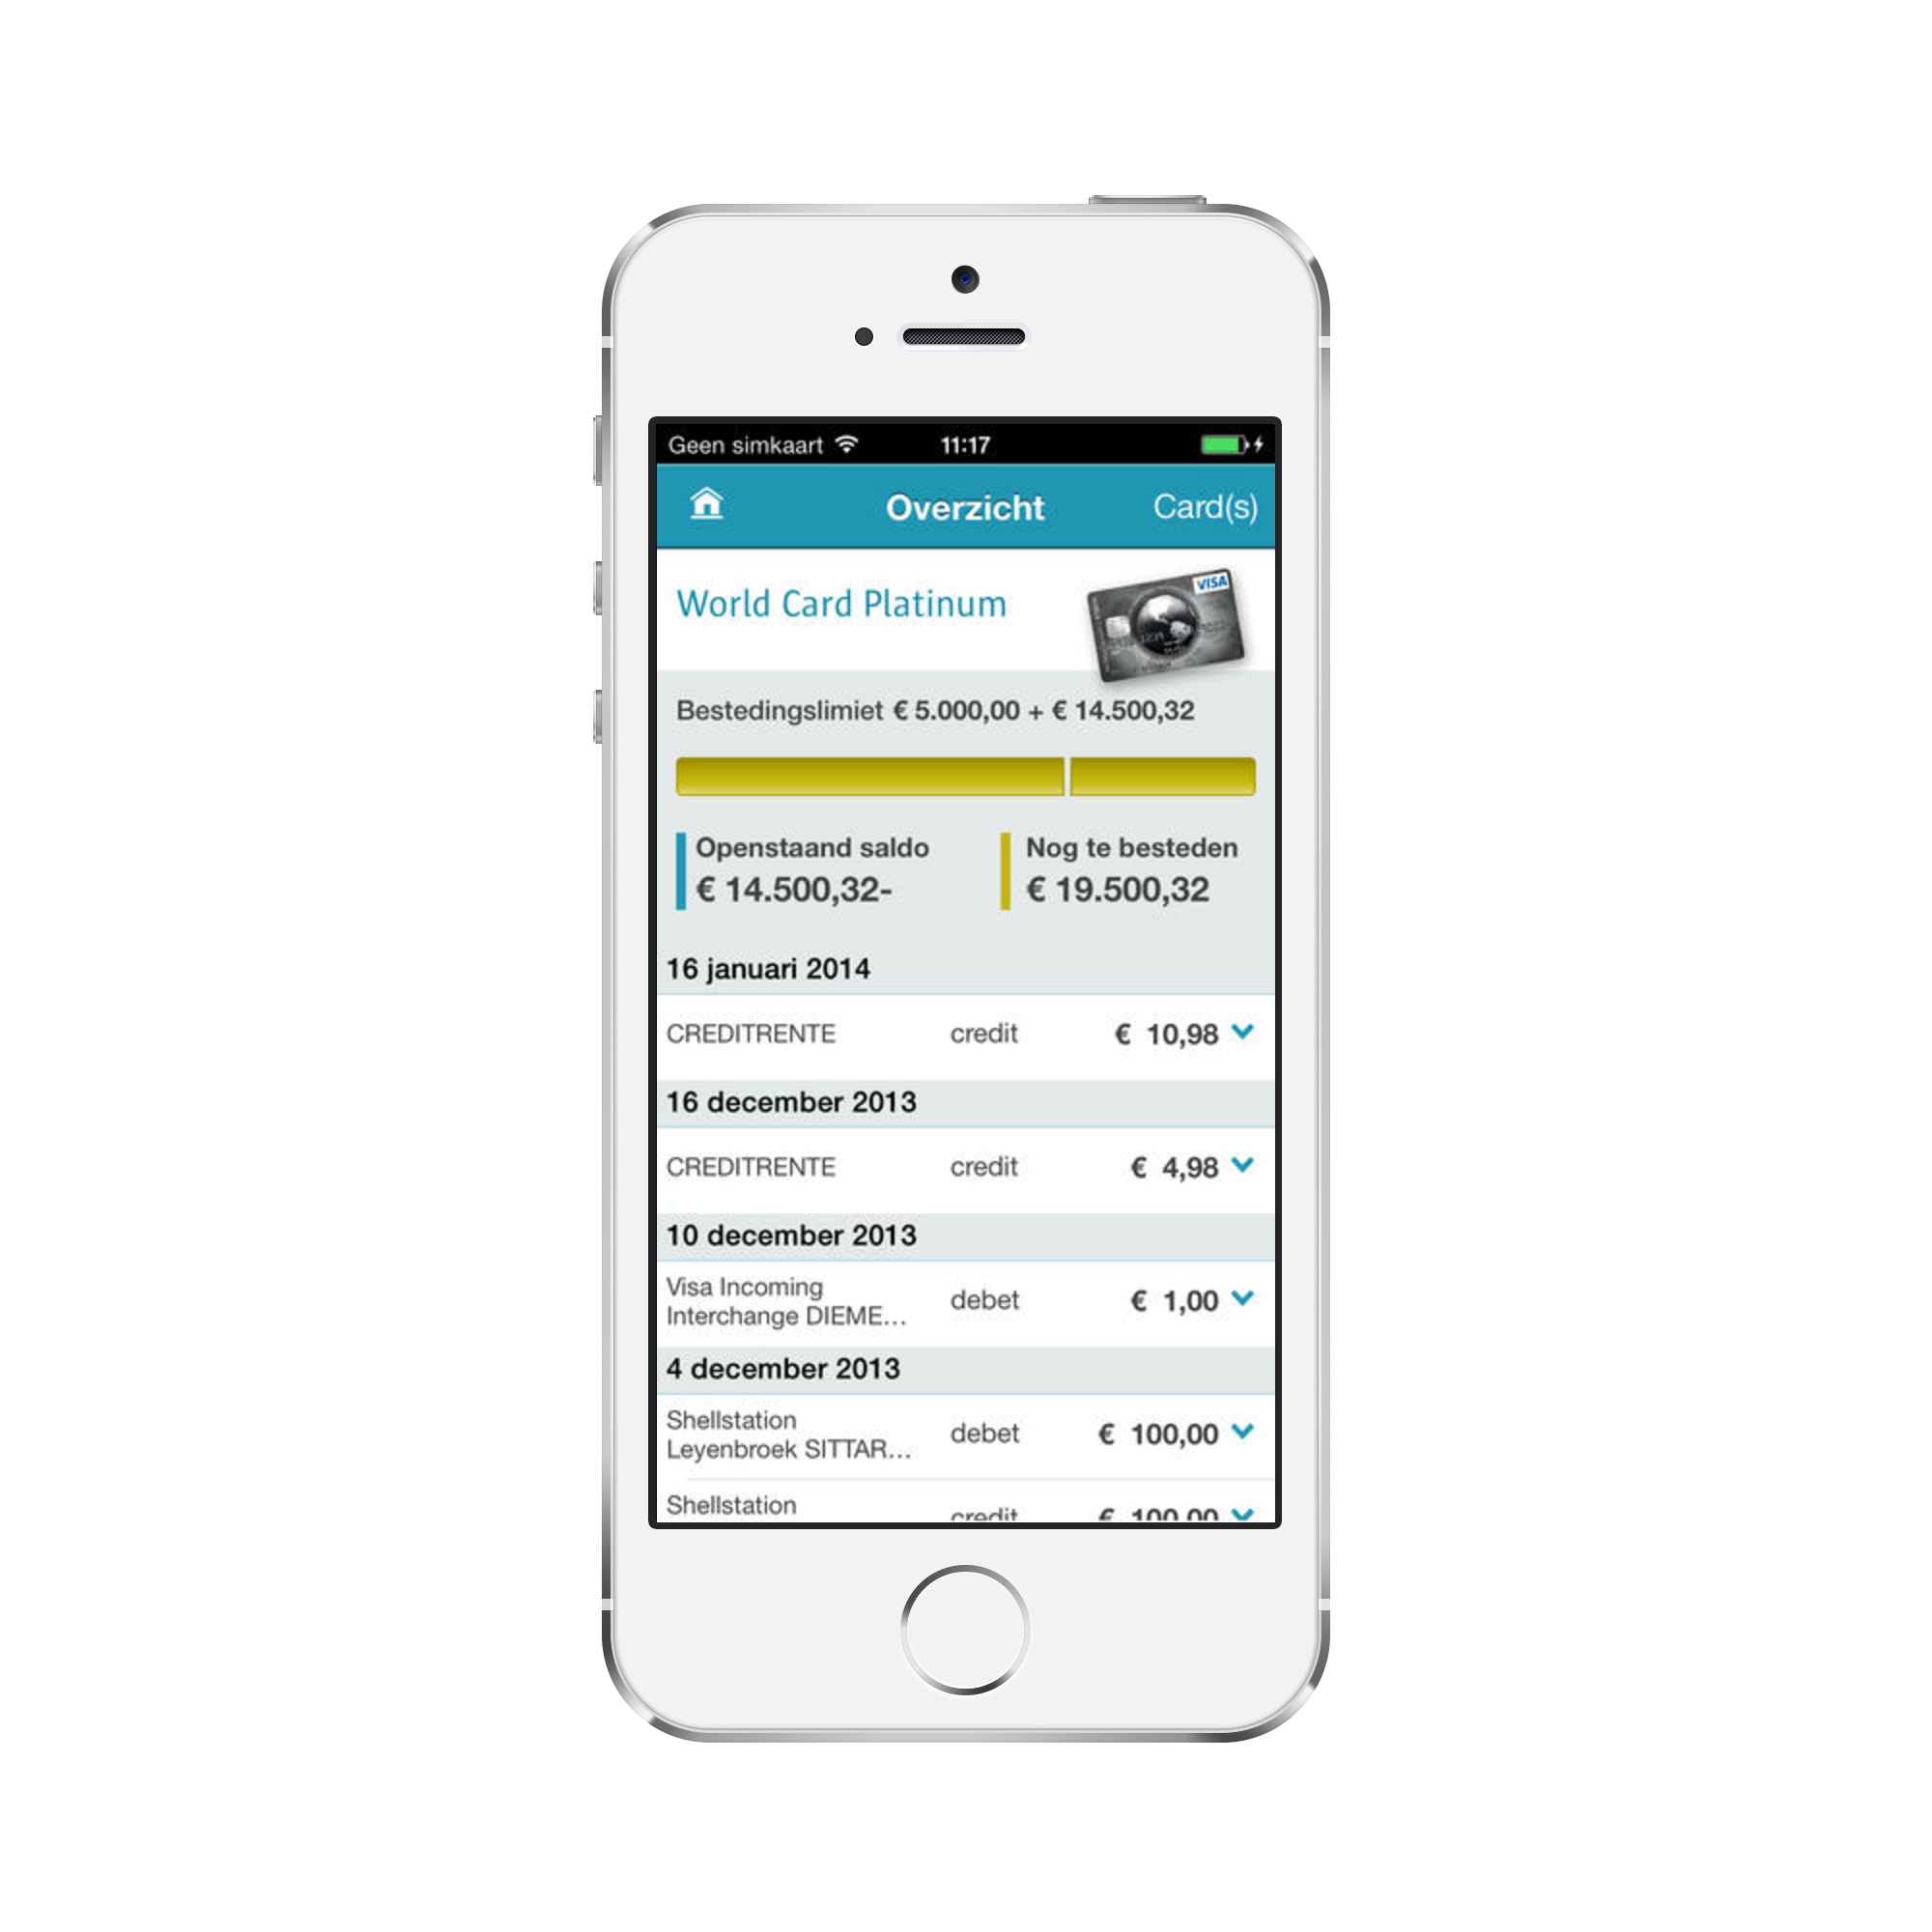 Geen simkaart 11:17
Overzicht Card(s)
World Card Platinum
VISA
Bestedingslimiet € 5.000,00 + € 14.500,32
Openstaand saldo
€ 14.500,32-
Nog te besteden
€ 19.500,32
16 januari 2014
CREDITRENTE credit € 10,98
16 december 2013
CREDITRENTE credit € 4,98
10 december 2013
Visa Incoming
Interchange DIEME... debet € 1,00
4 december 2013
Shellstation
Leyenbroek SITTAR... debet € 100,00
Shellstation
credit € 100,00